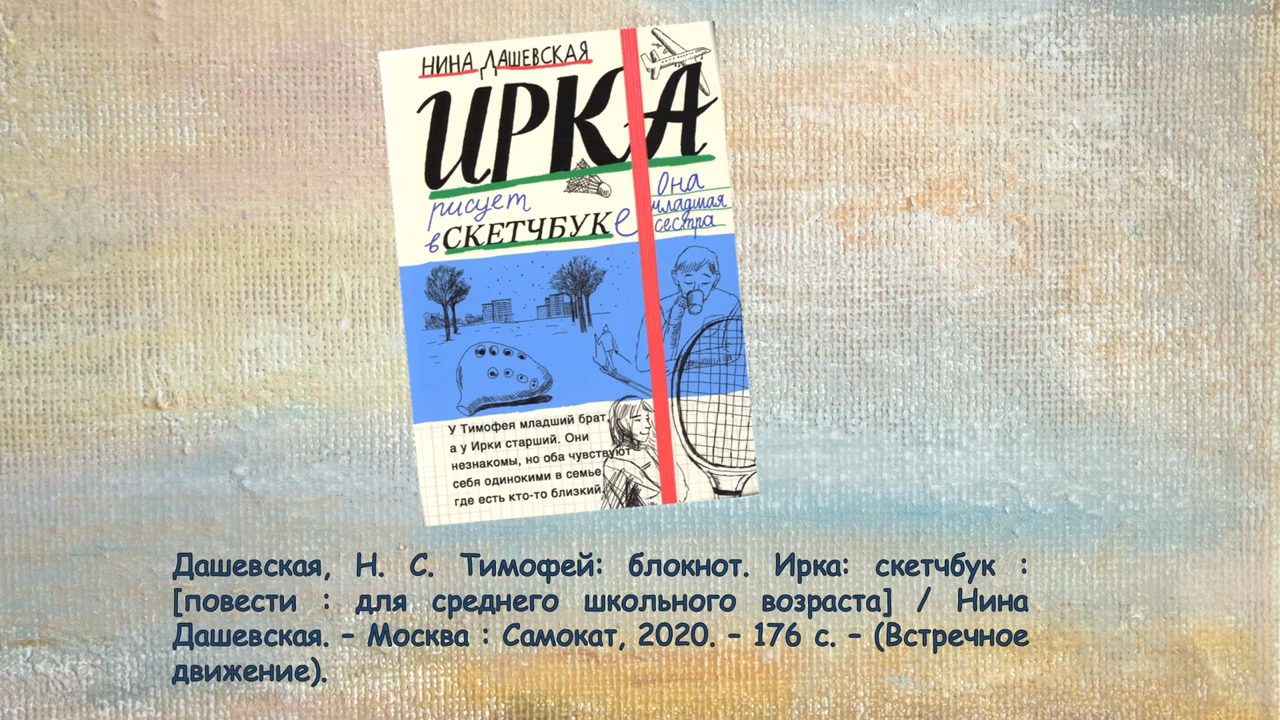 НИНА ДАШЕВСКАЯ
ИРКА
рисует
в СКЕТЧБУКе
Она
младшая
сестра
У Тимофея младший брат,
а у Ирки старший. Они
незнакомы, но оба чувствуют
себя одинокими в семье,
где есть кто-то близкий.
Дашевская, Н. С. Тимофей: блокнот. Ирка: скетчбук :
[повести : для среднего школьного возраста] / Нина
Дашевская. – Москва : Самокат, 2020. – 176 с. – (Встречное
движение).